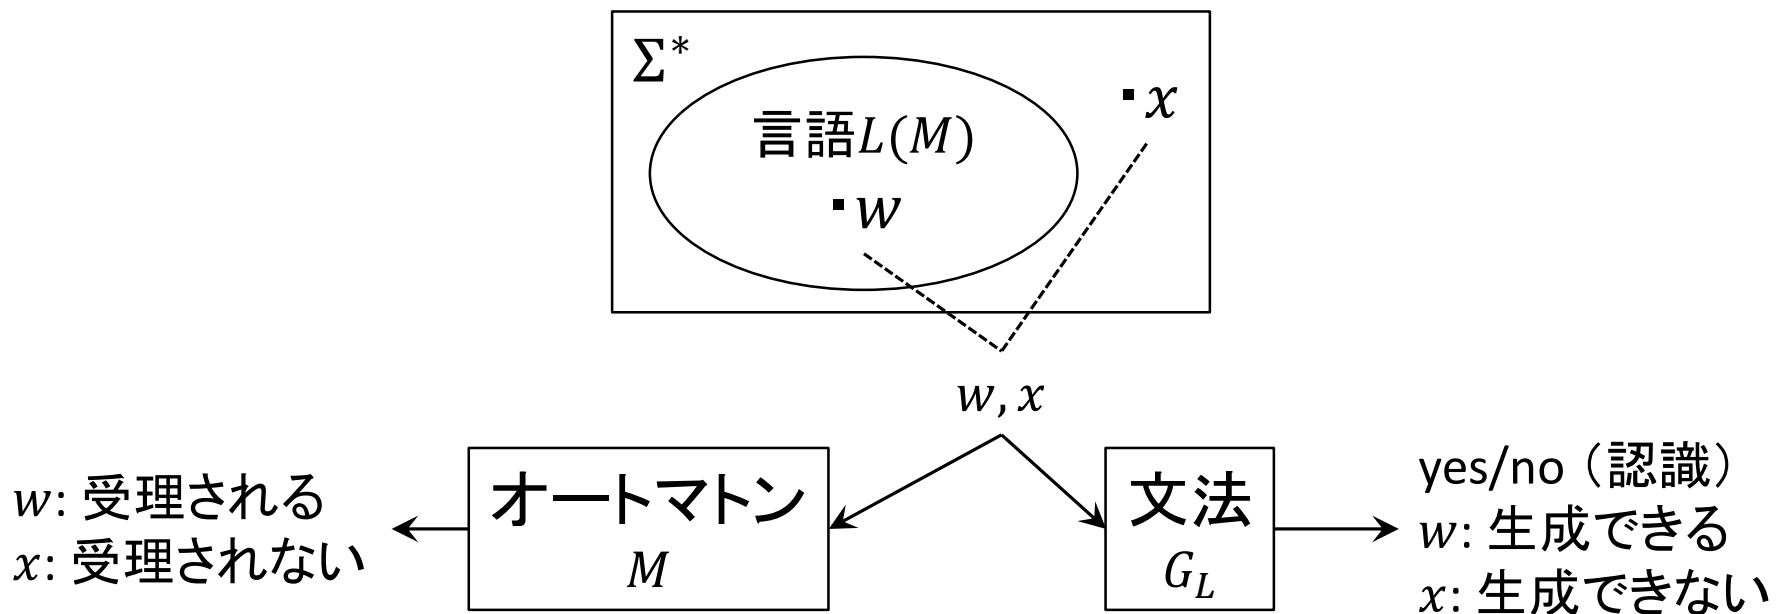 Σ*
言語L(M)
x
w
w, x
オートマトン
M
文法
G_L
w: 受理される
x: 受理されない
yes/no（認識）
w: 生成できる
x: 生成できない